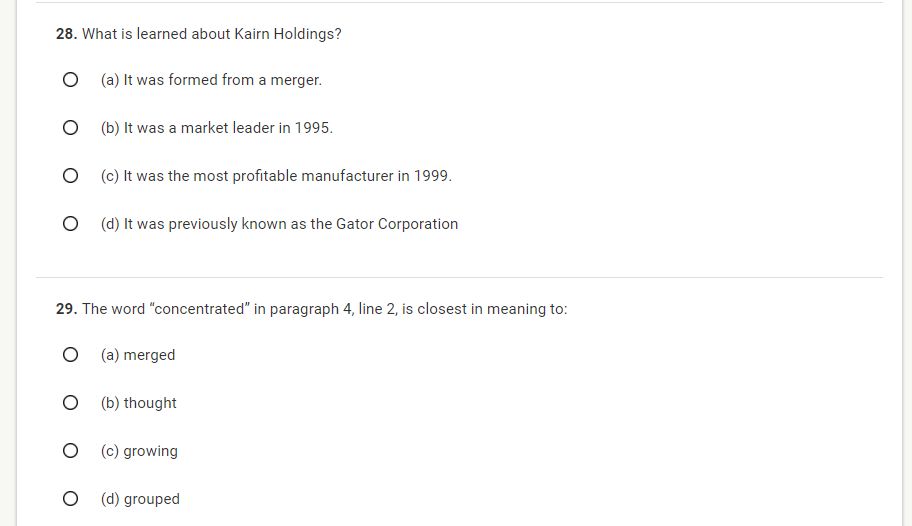 28. What is learned about Kairn Holdings?
(a) It was formed from a merger.
(b) It was a market leader in 1995.
(c) It was the most profitable manufacturer in 1999.
(d) It was previously known as the Gator Corporation
29. The word “concentrated” in paragraph 4, line 2, is closest in meaning to:
(a) merged
(b) thought
(c) growing
(d) grouped